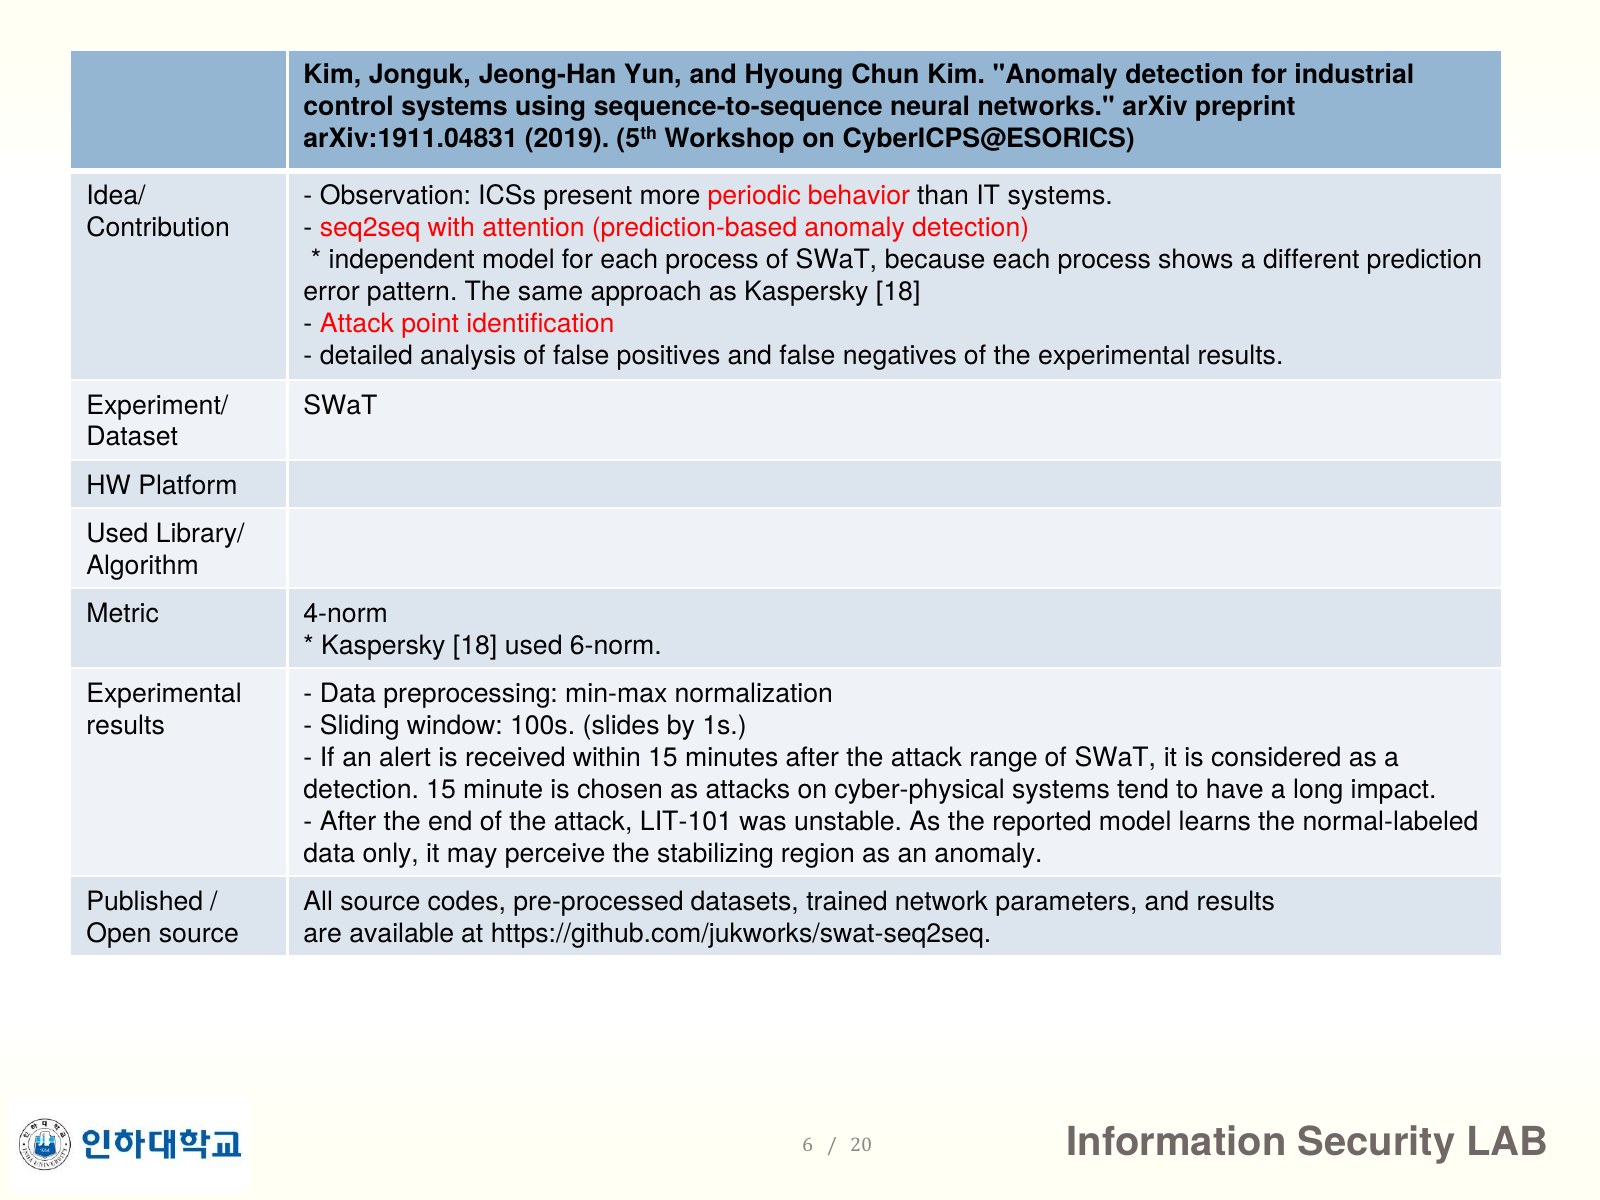 Kim, Jonguk, Jeong-Han Yun, and Hyoung Chun Kim. "Anomaly detection for industrial
control systems using sequence-to-sequence neural networks." arXiv preprint
arXiv:1911.04831 (2019). (5th Workshop on CyberICPS@ESORICS)
Idea/
Contribution
- Observation: ICSs present more periodic behavior than IT systems.
- seq2seq with attention (prediction-based anomaly detection)
* independent model for each process of SWaT, because each process shows a different prediction
error pattern. The same approach as Kaspersky [18]
- Attack point identification
- detailed analysis of false positives and false negatives of the experimental results.
Experiment/
Dataset
SWaT
HW Platform
Used Library/
Algorithm
Metric
4-norm
* Kaspersky [18] used 6-norm.
Experimental
results
- Data preprocessing: min-max normalization
- Sliding window: 100s. (slides by 1s.)
- If an alert is received within 15 minutes after the attack range of SWaT, it is considered as a
detection. 15 minute is chosen as attacks on cyber-physical systems tend to have a long impact.
- After the end of the attack, LIT-101 was unstable. As the reported model learns the normal-labeled
data only, it may perceive the stabilizing region as an anomaly.
Published /
Open source
All source codes, pre-processed datasets, trained network parameters, and results
are available at https://github.com/jukworks/swat-seq2seq.
인하대학교
6 / 20
Information Security LAB